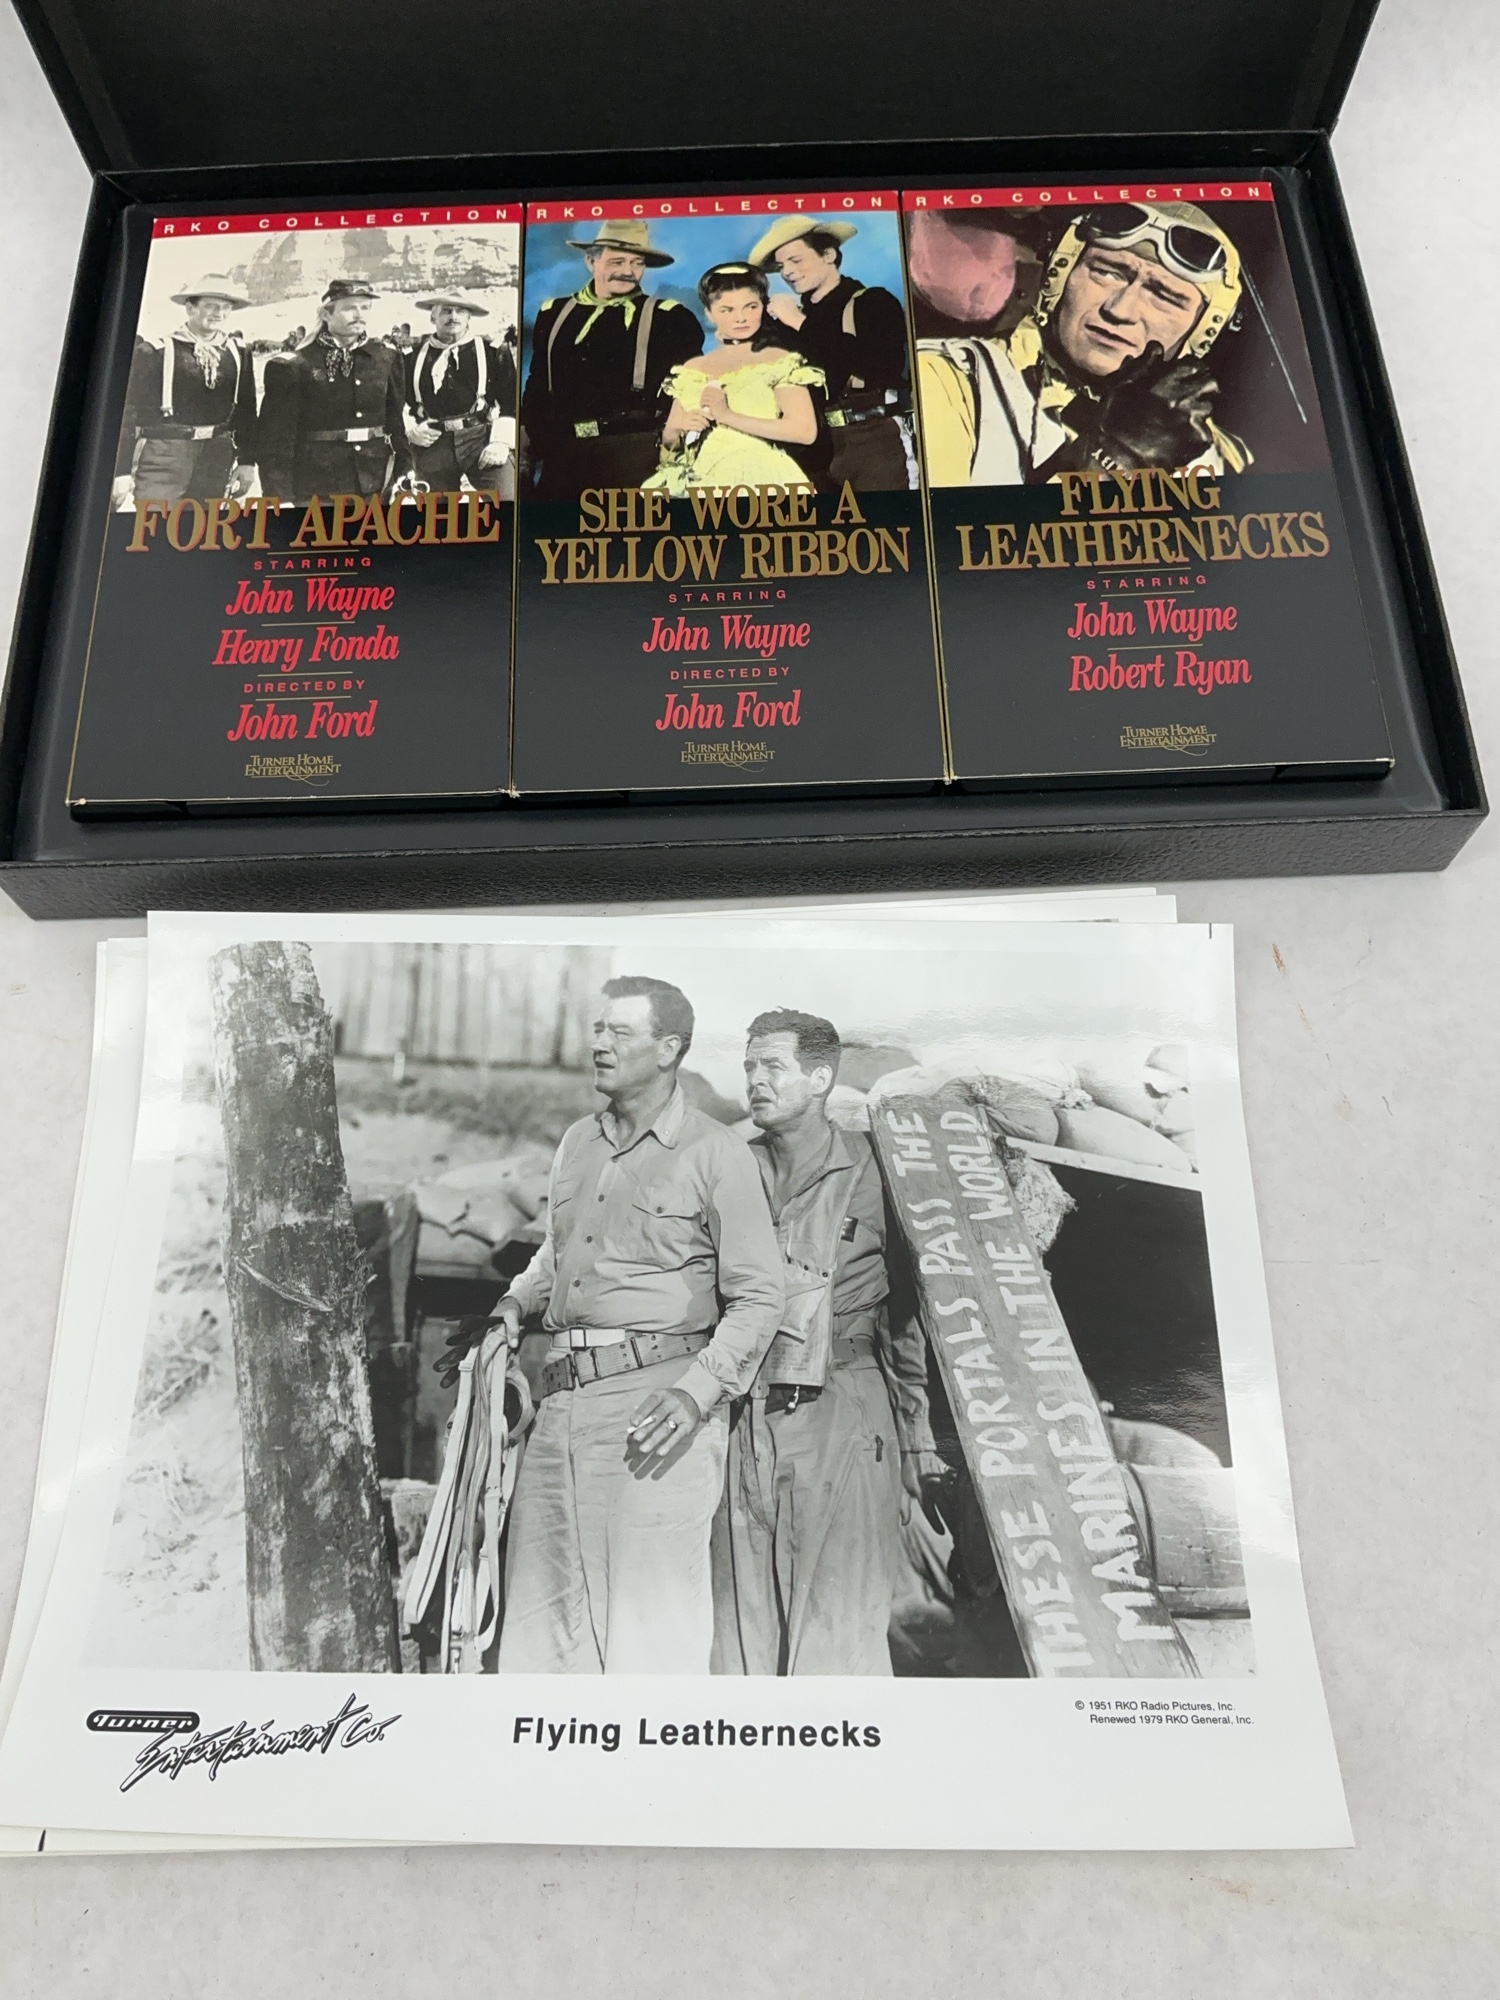 RKO COLLECTION
FORT APACHE
STARRING
John Wayne
Henry Fonda
DIRECTED BY
John Ford
TURNER HOME
ENTERTAINMENT
RKO COLLECTION
SHE WORE A
YELLOW RIBBON
STARRING
John Wayne
DIRECTED BY
John Ford
TURNER HOME
ENTERTAINMENT
RKO COLLECTION
FLYING
LEATHERNECKS
STARRING
John Wayne
Robert Ryan
TURNER HOME
ENTERTAINMENT
THESE PORTALS PASS THE
MARINES IN THE WORLD
Turner
Entertainment Co.
Flying Leathernecks
© 1951 RKO Radio Pictures, Inc.
Renewed 1979 RKO General, Inc.